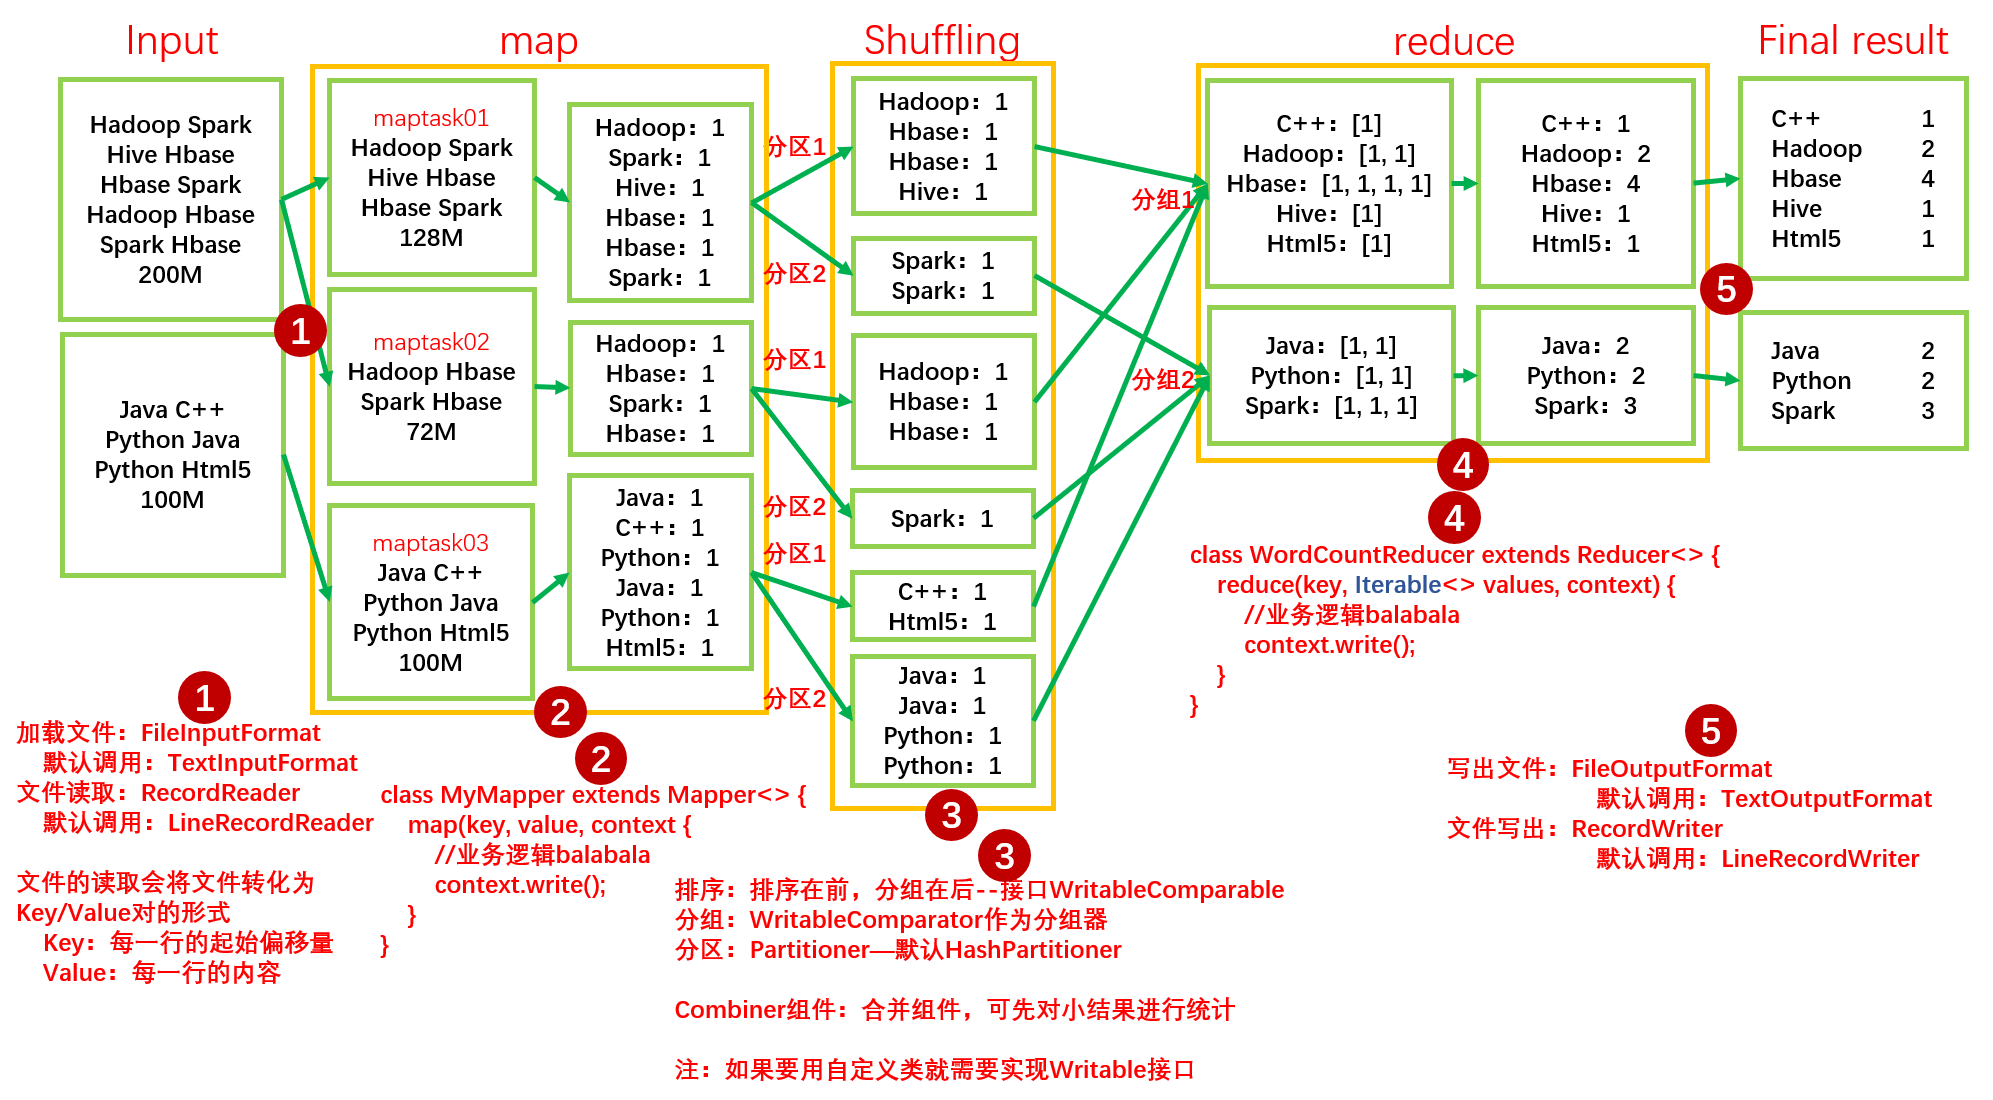 Input
map
Shuffling
reduce
Final result
Hadoop Spark
Hive Hbase
Hbase Spark
Hadoop Hbase
Spark Hbase
200M
Java C++
Python Java
Python Html5
100M
1
maptask01
Hadoop Spark
Hive Hbase
Hbase Spark
128M
maptask02
Hadoop Hbase
Spark Hbase
72M
maptask03
Java C++
Python Java
Python Html5
100M
Hadoop：1
Spark：1
Hive：1
Hbase：1
Hbase：1
Spark：1
Hadoop：1
Hbase：1
Spark：1
Hbase：1
Java：1
C++：1
Python：1
Java：1
Python：1
Html5：1
2
分区1
分区2
分区1
分区2
分区1
分区2
Hadoop：1
Hbase：1
Hbase：1
Hive：1
Spark：1
Spark：1
Hadoop：1
Hbase：1
Hbase：1
Spark：1
C++：1
Html5：1
Java：1
Java：1
Python：1
Python：1
3
分组1
分组2
C++：[1]
Hadoop：[1, 1]
Hbase：[1, 1, 1, 1]
Hive：[1]
Html5：[1]
Java：[1, 1]
Python：[1, 1]
Spark：[1, 1, 1]
C++：1
Hadoop：2
Hbase：4
Hive：1
Html5：1
Java：2
Python：2
Spark：3
4
5
C++ 1
Hadoop 2
Hbase 4
Hive 1
Html5 1
Java 2
Python 2
Spark 3
1
加载文件：FileInputFormat
默认调用：TextInputFormat
文件读取：RecordReader
默认调用：LineRecordReader
文件的读取会将文件转化为
Key/Value对的形式
Key：每一行的起始偏移量
Value：每一行的内容
2
class MyMapper extends Mapper<> {
map(key, value, context {
//业务逻辑balabala
context.write();
}
}
3
排序：排序在前，分组在后--接口WritableComparable
分组：WritableComparator作为分组器
分区：Partitioner—默认HashPartitioner
Combiner组件：合并组件，可先对小结果进行统计
注：如果要用自定义类就需要实现Writable接口
4
class WordCountReducer extends Reducer<> {
reduce(key, Iterable<> values, context) {
//业务逻辑balabala
context.write();
}
}
5
写出文件：FileOutputFormat
默认调用：TextOutputFormat
文件写出：RecordWriter
默认调用：LineRecordWriter